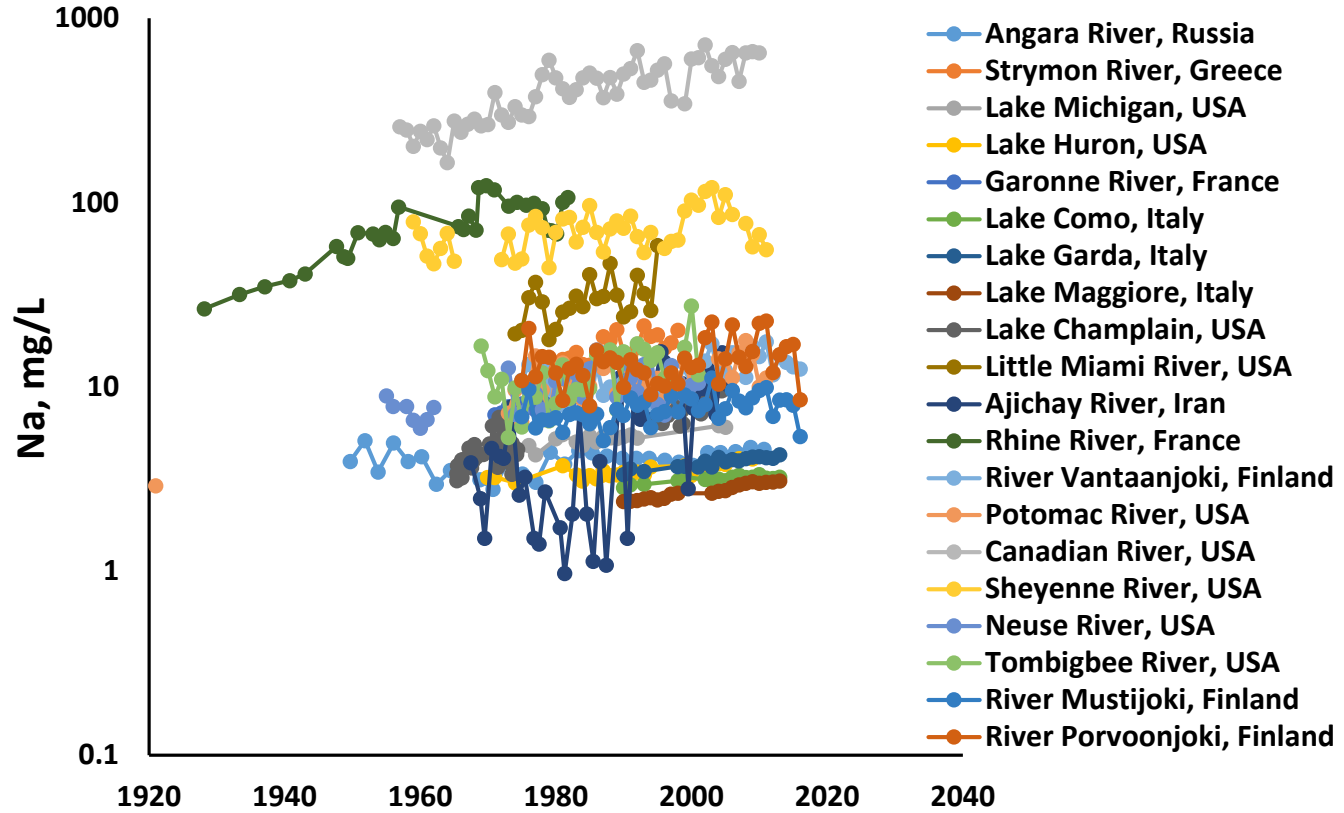 Na, mg/L
1000
100
10
1
0.1
1920 1940 1960 1980 2000 2020 2040
Angara River, Russia
Strymon River, Greece
Lake Michigan, USA
Lake Huron, USA
Garonne River, France
Lake Como, Italy
Lake Garda, Italy
Lake Maggiore, Italy
Lake Champlain, USA
Little Miami River, USA
Ajichay River, Iran
Rhine River, France
River Vantaanjoki, Finland
Potomac River, USA
Canadian River, USA
Sheyenne River, USA
Neuse River, USA
Tombigbee River, USA
River Mustijoki, Finland
River Porvoonjoki, Finland